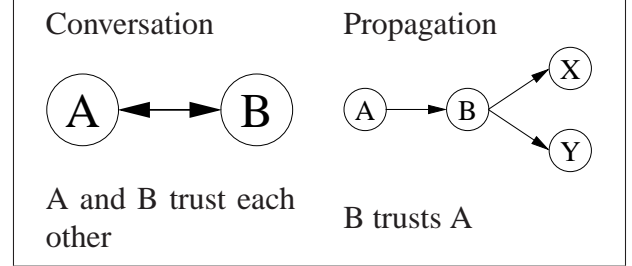 Conversation
A B
A and B trust each
other
Propagation
A B X
Y
B trusts A